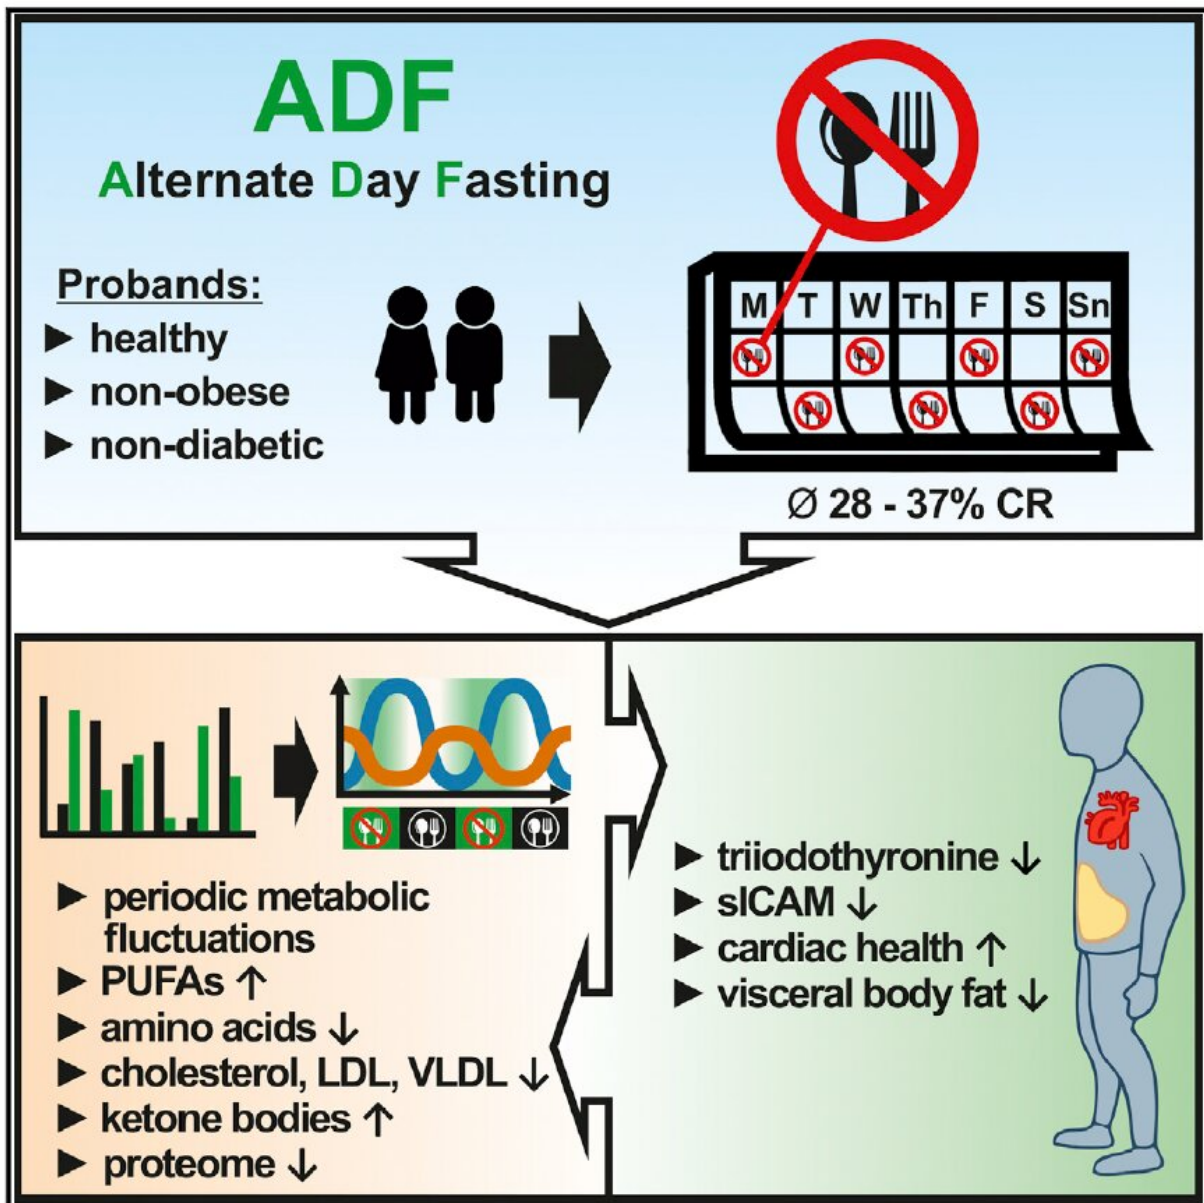 ADF
Alternate Day Fasting
Probands:
► healthy
► non-obese
► non-diabetic
M T W Th F S Sn
Ø 28 - 37% CR
► periodic metabolic
fluctuations
► PUFAs ↑
► amino acids ↓
► cholesterol, LDL, VLDL ↓
► ketone bodies ↑
► proteome ↓
► triiodothyronine ↓
► sICAM ↓
► cardiac health ↑
► visceral body fat ↓